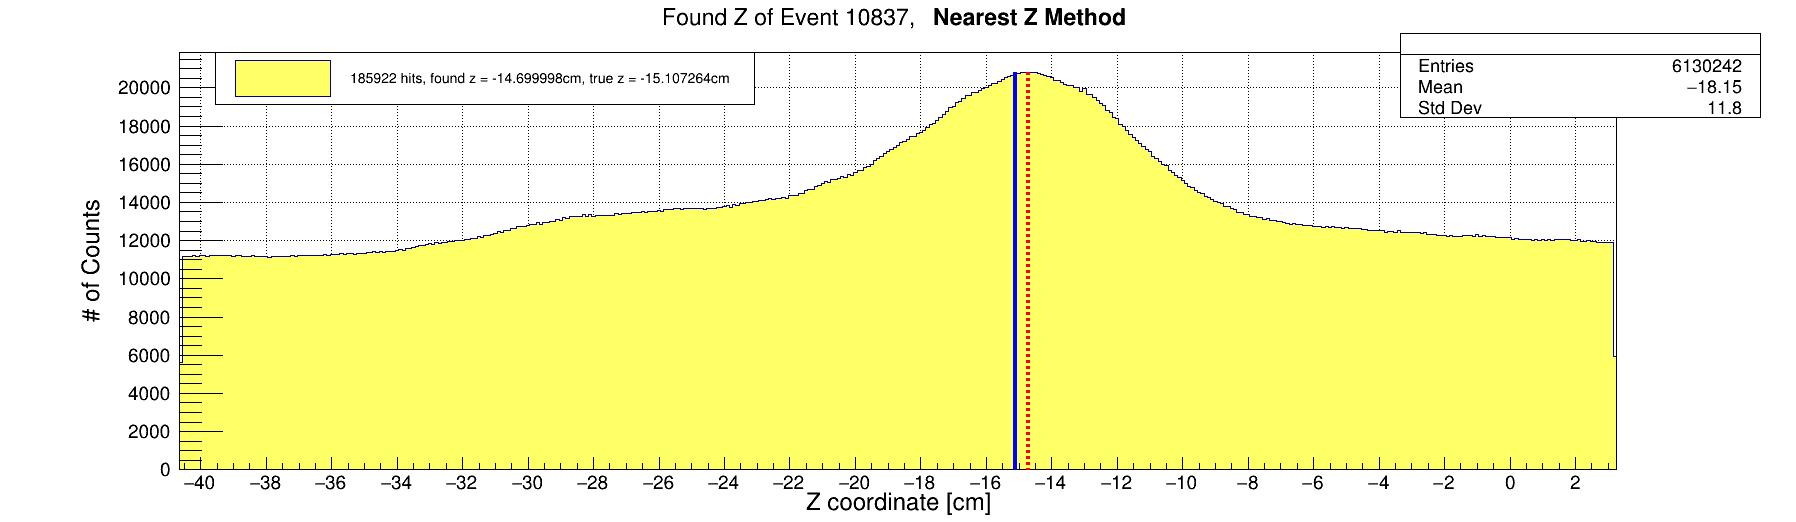 Found Z of Event 10837, Nearest Z Method
185922 hits, found z = -14.699998cm, true z = -15.107264cm
Entries 6130242
Mean −18.15
Std Dev 11.8
# of Counts
20000
18000
16000
14000
12000
10000
8000
6000
4000
2000
0
−40 −38 −36 −34 −32 −30 −28 −26 −24 −22 −20 −18 −16 −14 −12 −10 −8 −6 −4 −2 0 2
Z coordinate [cm]